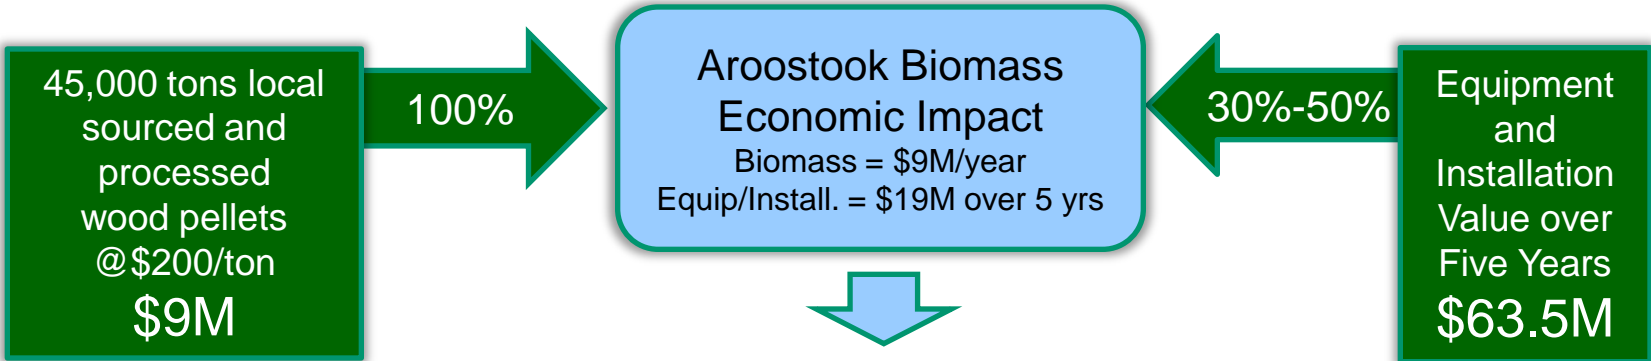 45,000 tons local
sourced and
processed
wood pellets
@$200/ton
$9M
100%
Aroostook Biomass
Economic Impact
Biomass = $9M/year
Equip/Install. = $19M over 5 yrs
30%-50%
Equipment
and
Installation
Value over
Five Years
$63.5M